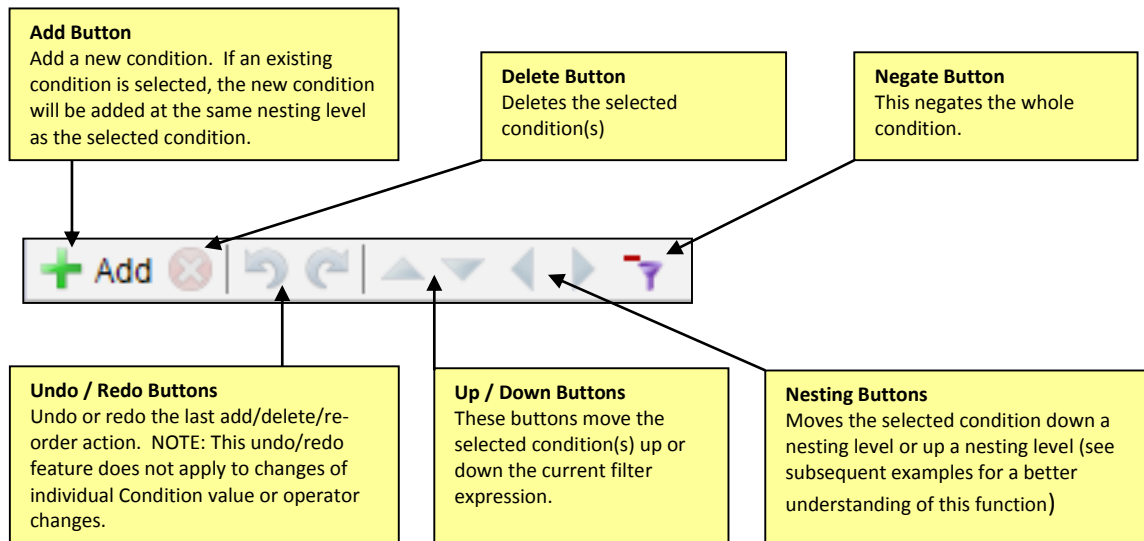 Add Button
Add a new condition.  If an existing
condition is selected, the new condition
will be added at the same nesting level
as the selected condition.
Delete Button
Deletes the selected
condition(s)
Negate Button
This negates the whole
condition.
Add
Undo / Redo Buttons
Undo or redo the last add/delete/re-
order action.  NOTE: This undo/redo
feature does not apply to changes of
individual Condition value or operator
changes.
Up / Down Buttons
These buttons move the
selected condition(s) up or
down the current filter
expression.
Nesting Buttons
Moves the selected condition down a
nesting level or up a nesting level (see
subsequent examples for a better
understanding of this function)